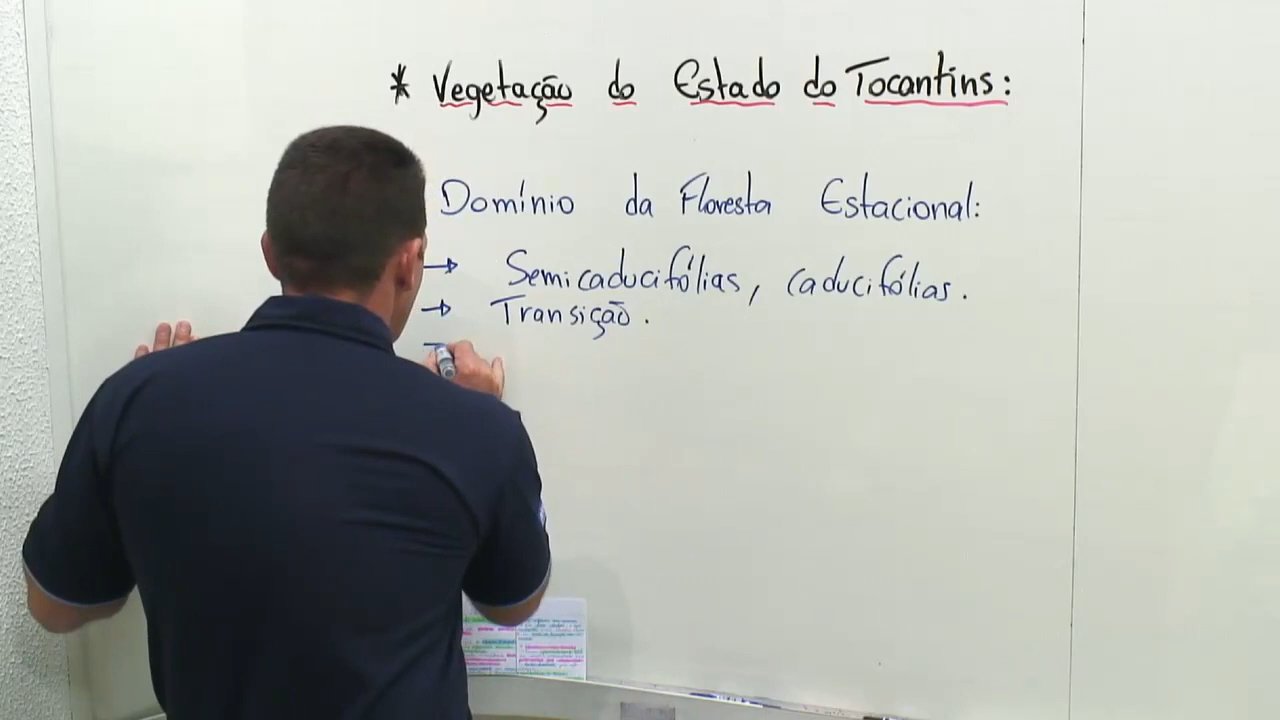 * Vegetação do Estado do Tocantins:
Domínio da Floresta Estacional:
→ Semicaducifólias, caducifólias.
→ Transição.